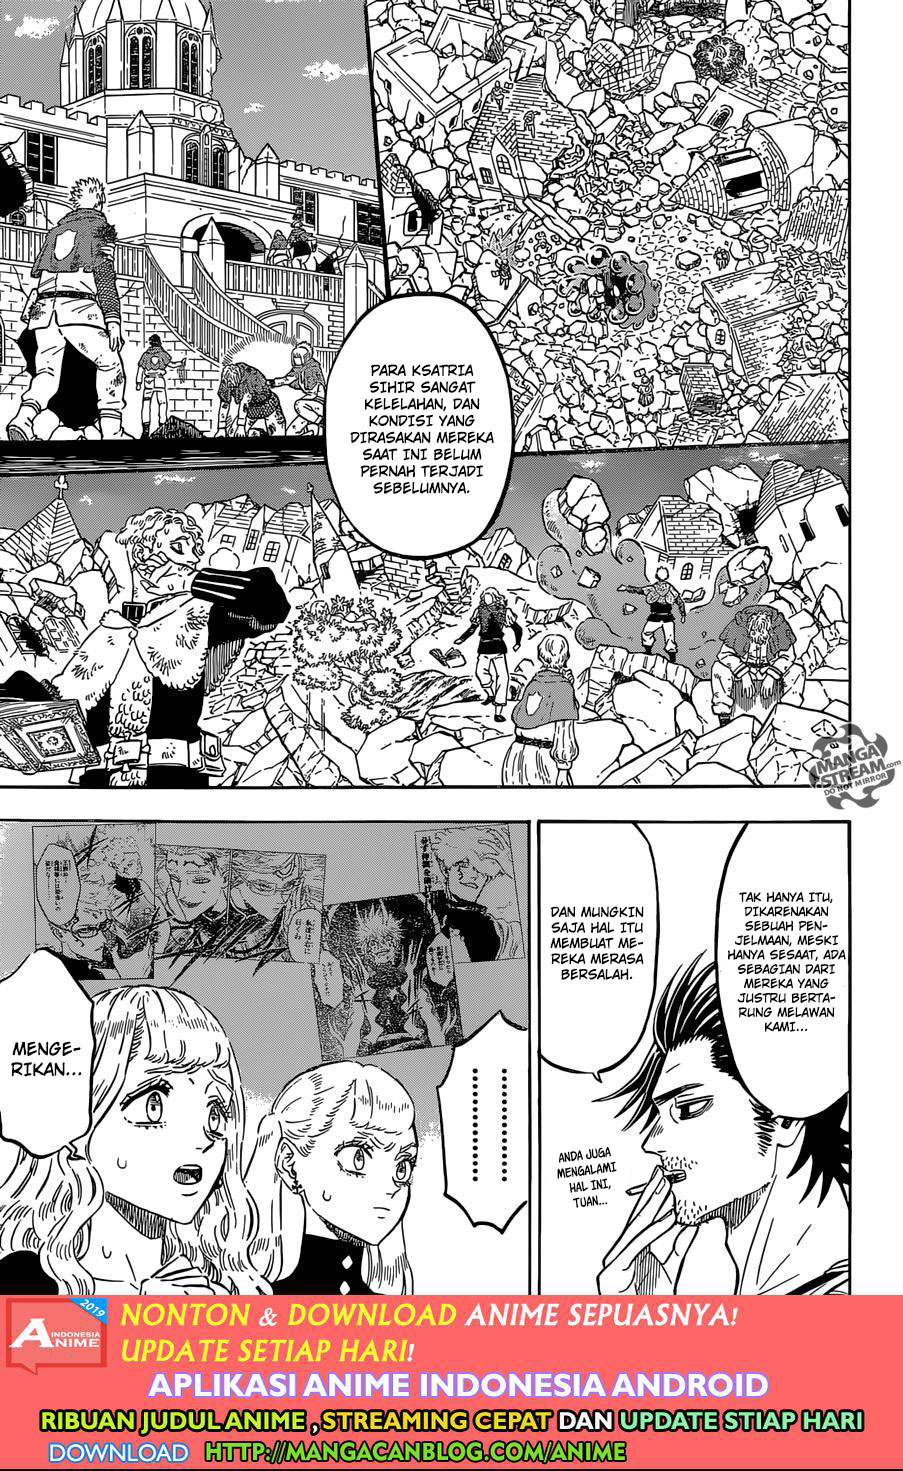 PARA KSATRIA
SIHIR SANGAT
KELELAHAN, DAN
KONDISI YANG
DIRASAKAN MEREKA
SAAT INI BELUM
PERNAH TERJADI
SEBELUMNYA.
MANGA
STREAM.com
DO NOT MIRROR
TAK HANYA ITU,
DIKARENAKAN
SEBUAH PEN-
JELMAAN, MESKI
HANYA SESAAT, ADA
SEBAGIAN DARI
MEREKA YANG
JUSTRU BERTA-
RUNG MELAWAN
KAMI...
DAN MUNGKIN
SAJA HAL ITU
MEMBUAT ME-
REKA MERASA
BERSALAH.
ANDA JUGA
MENGALAMI
HAL INI,
TUAN...
MENGE-
RIKAN...
2019
INDONESIA
ANIME
NONTON & DOWNLOAD ANIME SEPUASNYA!
UPDATE SETIAP HARI!
APLIKASI ANIME INDONESIA ANDROID
RIBUAN JUDUL ANIME , STREAMING CEPAT DAN UPDATE STIAP HARI
DOWNLOAD HTTP://MANGACANBLOG.COM/ANIME